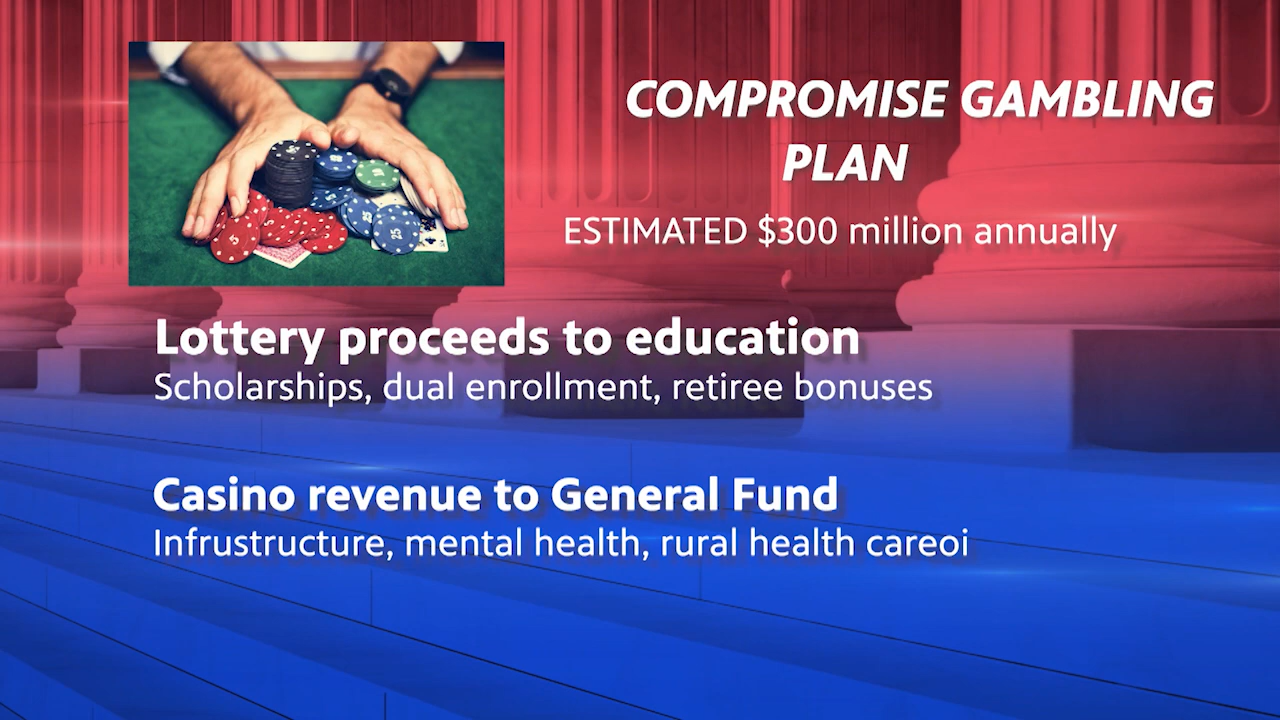 COMPROMISE GAMBLING
PLAN
ESTIMATED $300 million annually
Lottery proceeds to education
Scholarships, dual enrollment, retiree bonuses
Casino revenue to General Fund
Infrustructure, mental health, rural health careoi